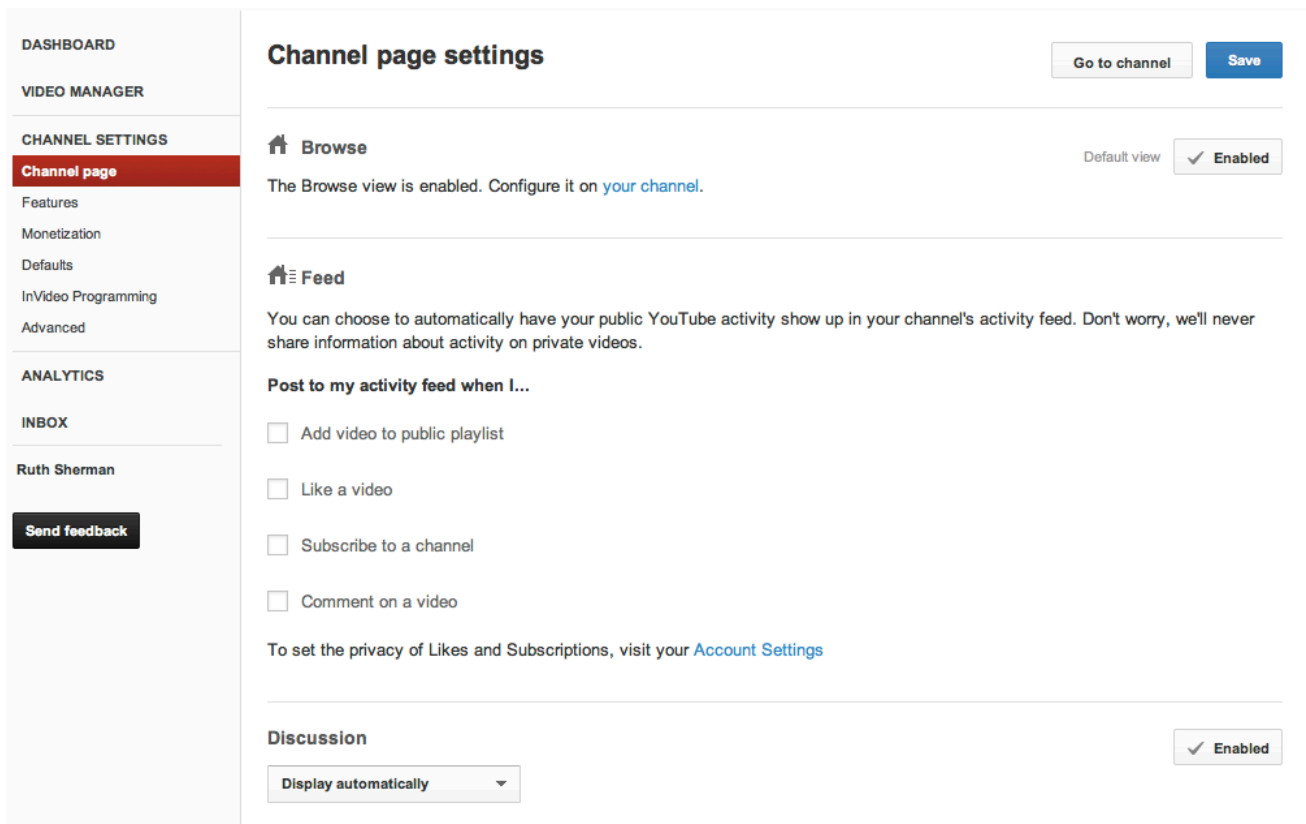 DASHBOARD
VIDEO MANAGER
CHANNEL SETTINGS
Channel page
Features
Monetization
Defaults
InVideo Programming
Advanced
ANALYTICS
INBOX
Ruth Sherman
Send feedback
Channel page settings
Go to channel
Save
Browse
Default view
Enabled
The Browse view is enabled. Configure it on your channel.
Feed
You can choose to automatically have your public YouTube activity show up in your channel's activity feed. Don't worry, we'll never
share information about activity on private videos.
Post to my activity feed when I...
Add video to public playlist
Like a video
Subscribe to a channel
Comment on a video
To set the privacy of Likes and Subscriptions, visit your Account Settings
Discussion
Enabled
Display automatically